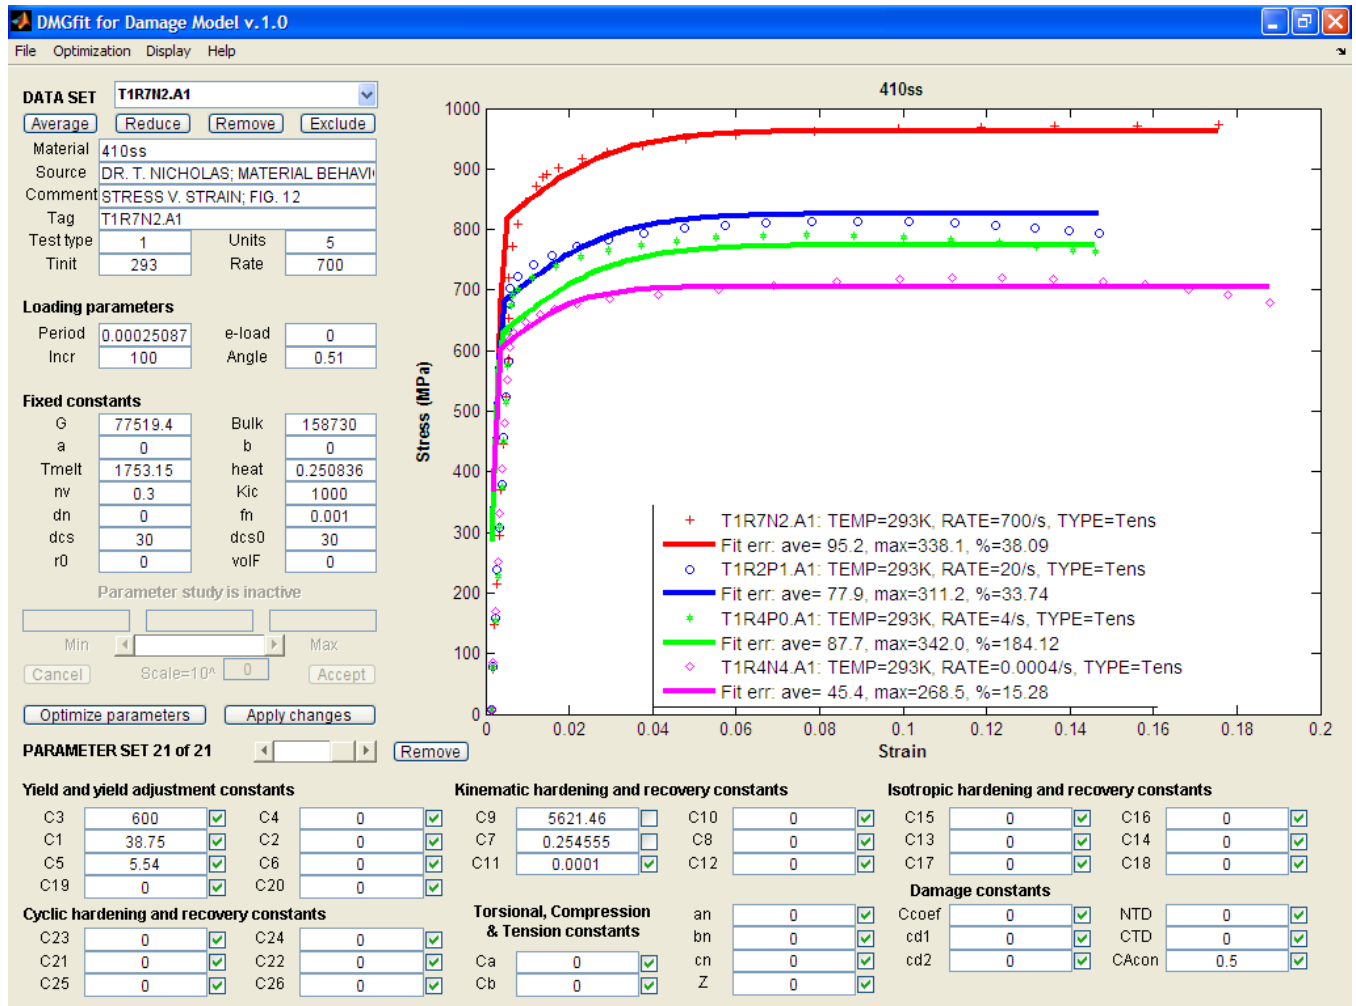 DMGfit for Damage Model v.1.0
File Optimization Display Help
DATA SET T1R7N2.A1
Average Reduce Remove Exclude
Material 410ss
Source DR. T. NICHOLAS; MATERIAL BEHAVI
Comment STRESS V. STRAIN; FIG. 12
Tag T1R7N2.A1
Test type 1 Units 5
Tinit 293 Rate 700
Loading parameters
Period 0.00025087 e-load 0
Incr 100 Angle 0.51
Fixed constants
G 77519.4 Bulk 158730
a 0 b 0
Tmelt 1753.15 heat 0.250836
nv 0.3 Kic 1000
dn 0 fn 0.001
dcs 30 dcs0 30
r0 0 volF 0
Parameter study is inactive
Min Max
Cancel Scale=10^ 0 Accept
Optimize parameters Apply changes
PARAMETER SET 21 of 21 Remove
410ss
1000
900
800
700
600
500
400
300
200
100
0
Stress (MPa)
0 0.02 0.04 0.06 0.08 0.1 0.12 0.14 0.16 0.18 0.2
Strain
T1R7N2.A1: TEMP=293K, RATE=700/s, TYPE=Tens
Fit err: ave= 95.2, max=338.1, %=38.09
T1R2P1.A1: TEMP=293K, RATE=20/s, TYPE=Tens
Fit err: ave= 77.9, max=311.2, %=33.74
T1R4P0.A1: TEMP=293K, RATE=4/s, TYPE=Tens
Fit err: ave= 87.7, max=342.0, %=184.12
T1R4N4.A1: TEMP=293K, RATE=0.0004/s, TYPE=Tens
Fit err: ave= 45.4, max=268.5, %=15.28
Yield and yield adjustment constants
C3 600 C4 0
C1 38.75 C2 0
C5 5.54 C6 0
C19 0 C20 0
Cyclic hardening and recovery constants
C23 0 C24 0
C21 0 C22 0
C25 0 C26 0
Kinematic hardening and recovery constants
C9 5621.46 C10 0
C7 0.254555 C8 0
C11 0.0001 C12 0
Torsional, Compression
& Tension constants
Ca 0
Cb 0
an 0
bn 0
cn 0
Z 0
Isotropic hardening and recovery constants
C15 0 C16 0
C13 0 C14 0
C17 0 C18 0
Damage constants
Ccoef 0 NTD 0
cd1 0 CTD 0
cd2 0 CAcon 0.5